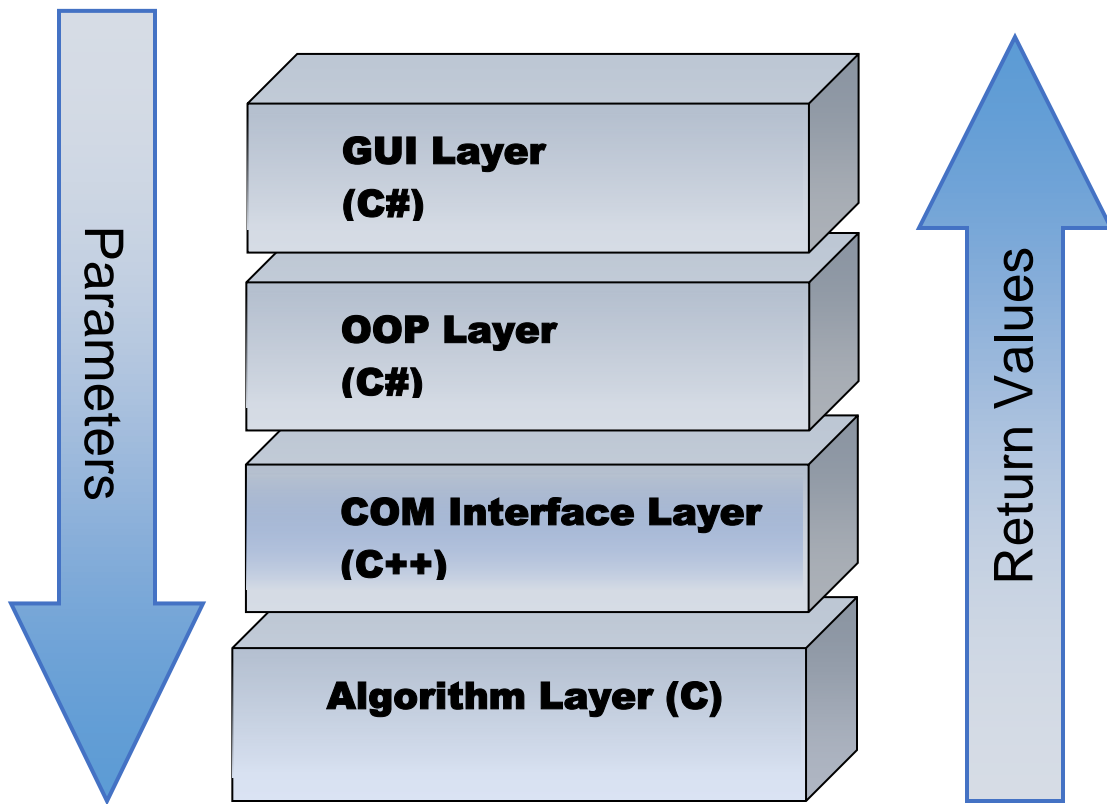 Parameters
GUI Layer
(C#)
OOP Layer
(C#)
COM Interface Layer
(C++)
Algorithm Layer (C)
Return Values